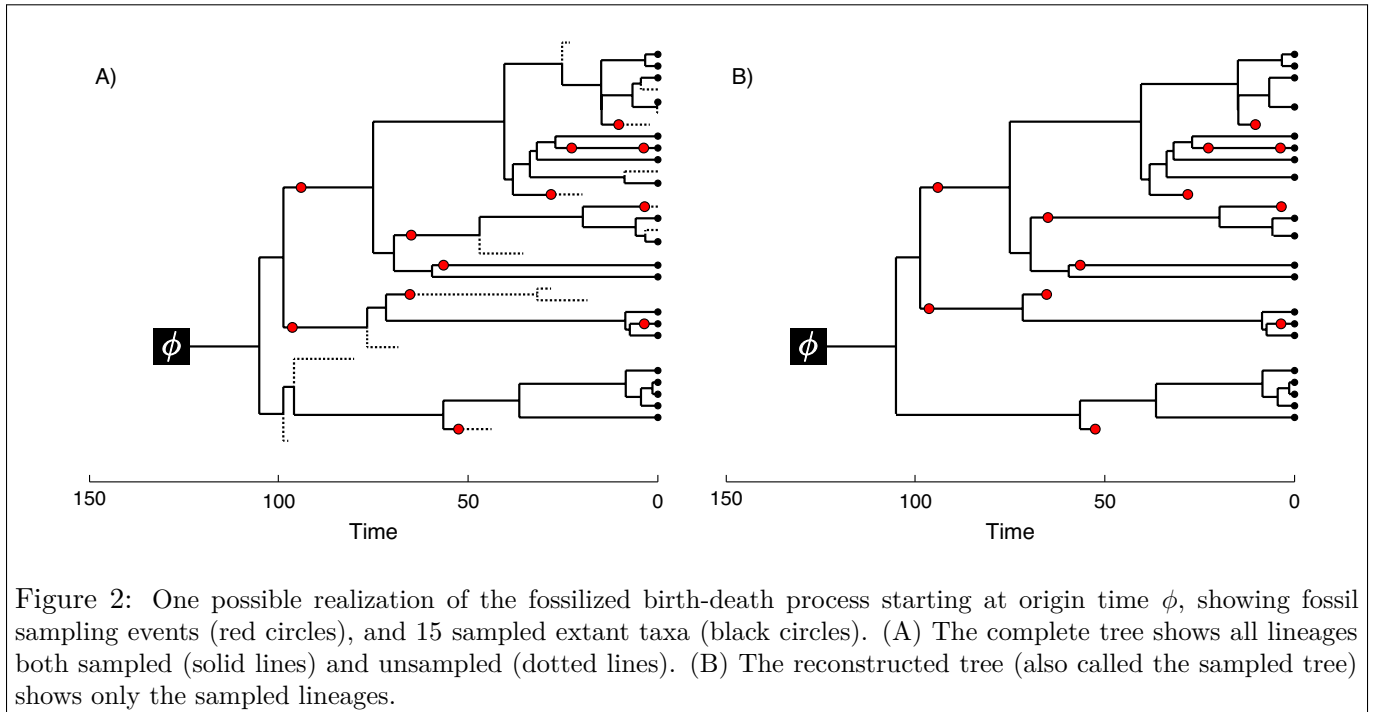 A)
B)
ϕ
ϕ
150 100 50 0
150 100 50 0
Time
Time
Figure 2: One possible realization of the fossilized birth-death process starting at origin time ϕ, showing fossil
sampling events (red circles), and 15 sampled extant taxa (black circles). (A) The complete tree shows all lineages
both sampled (solid lines) and unsampled (dotted lines). (B) The reconstructed tree (also called the sampled tree)
shows only the sampled lineages.